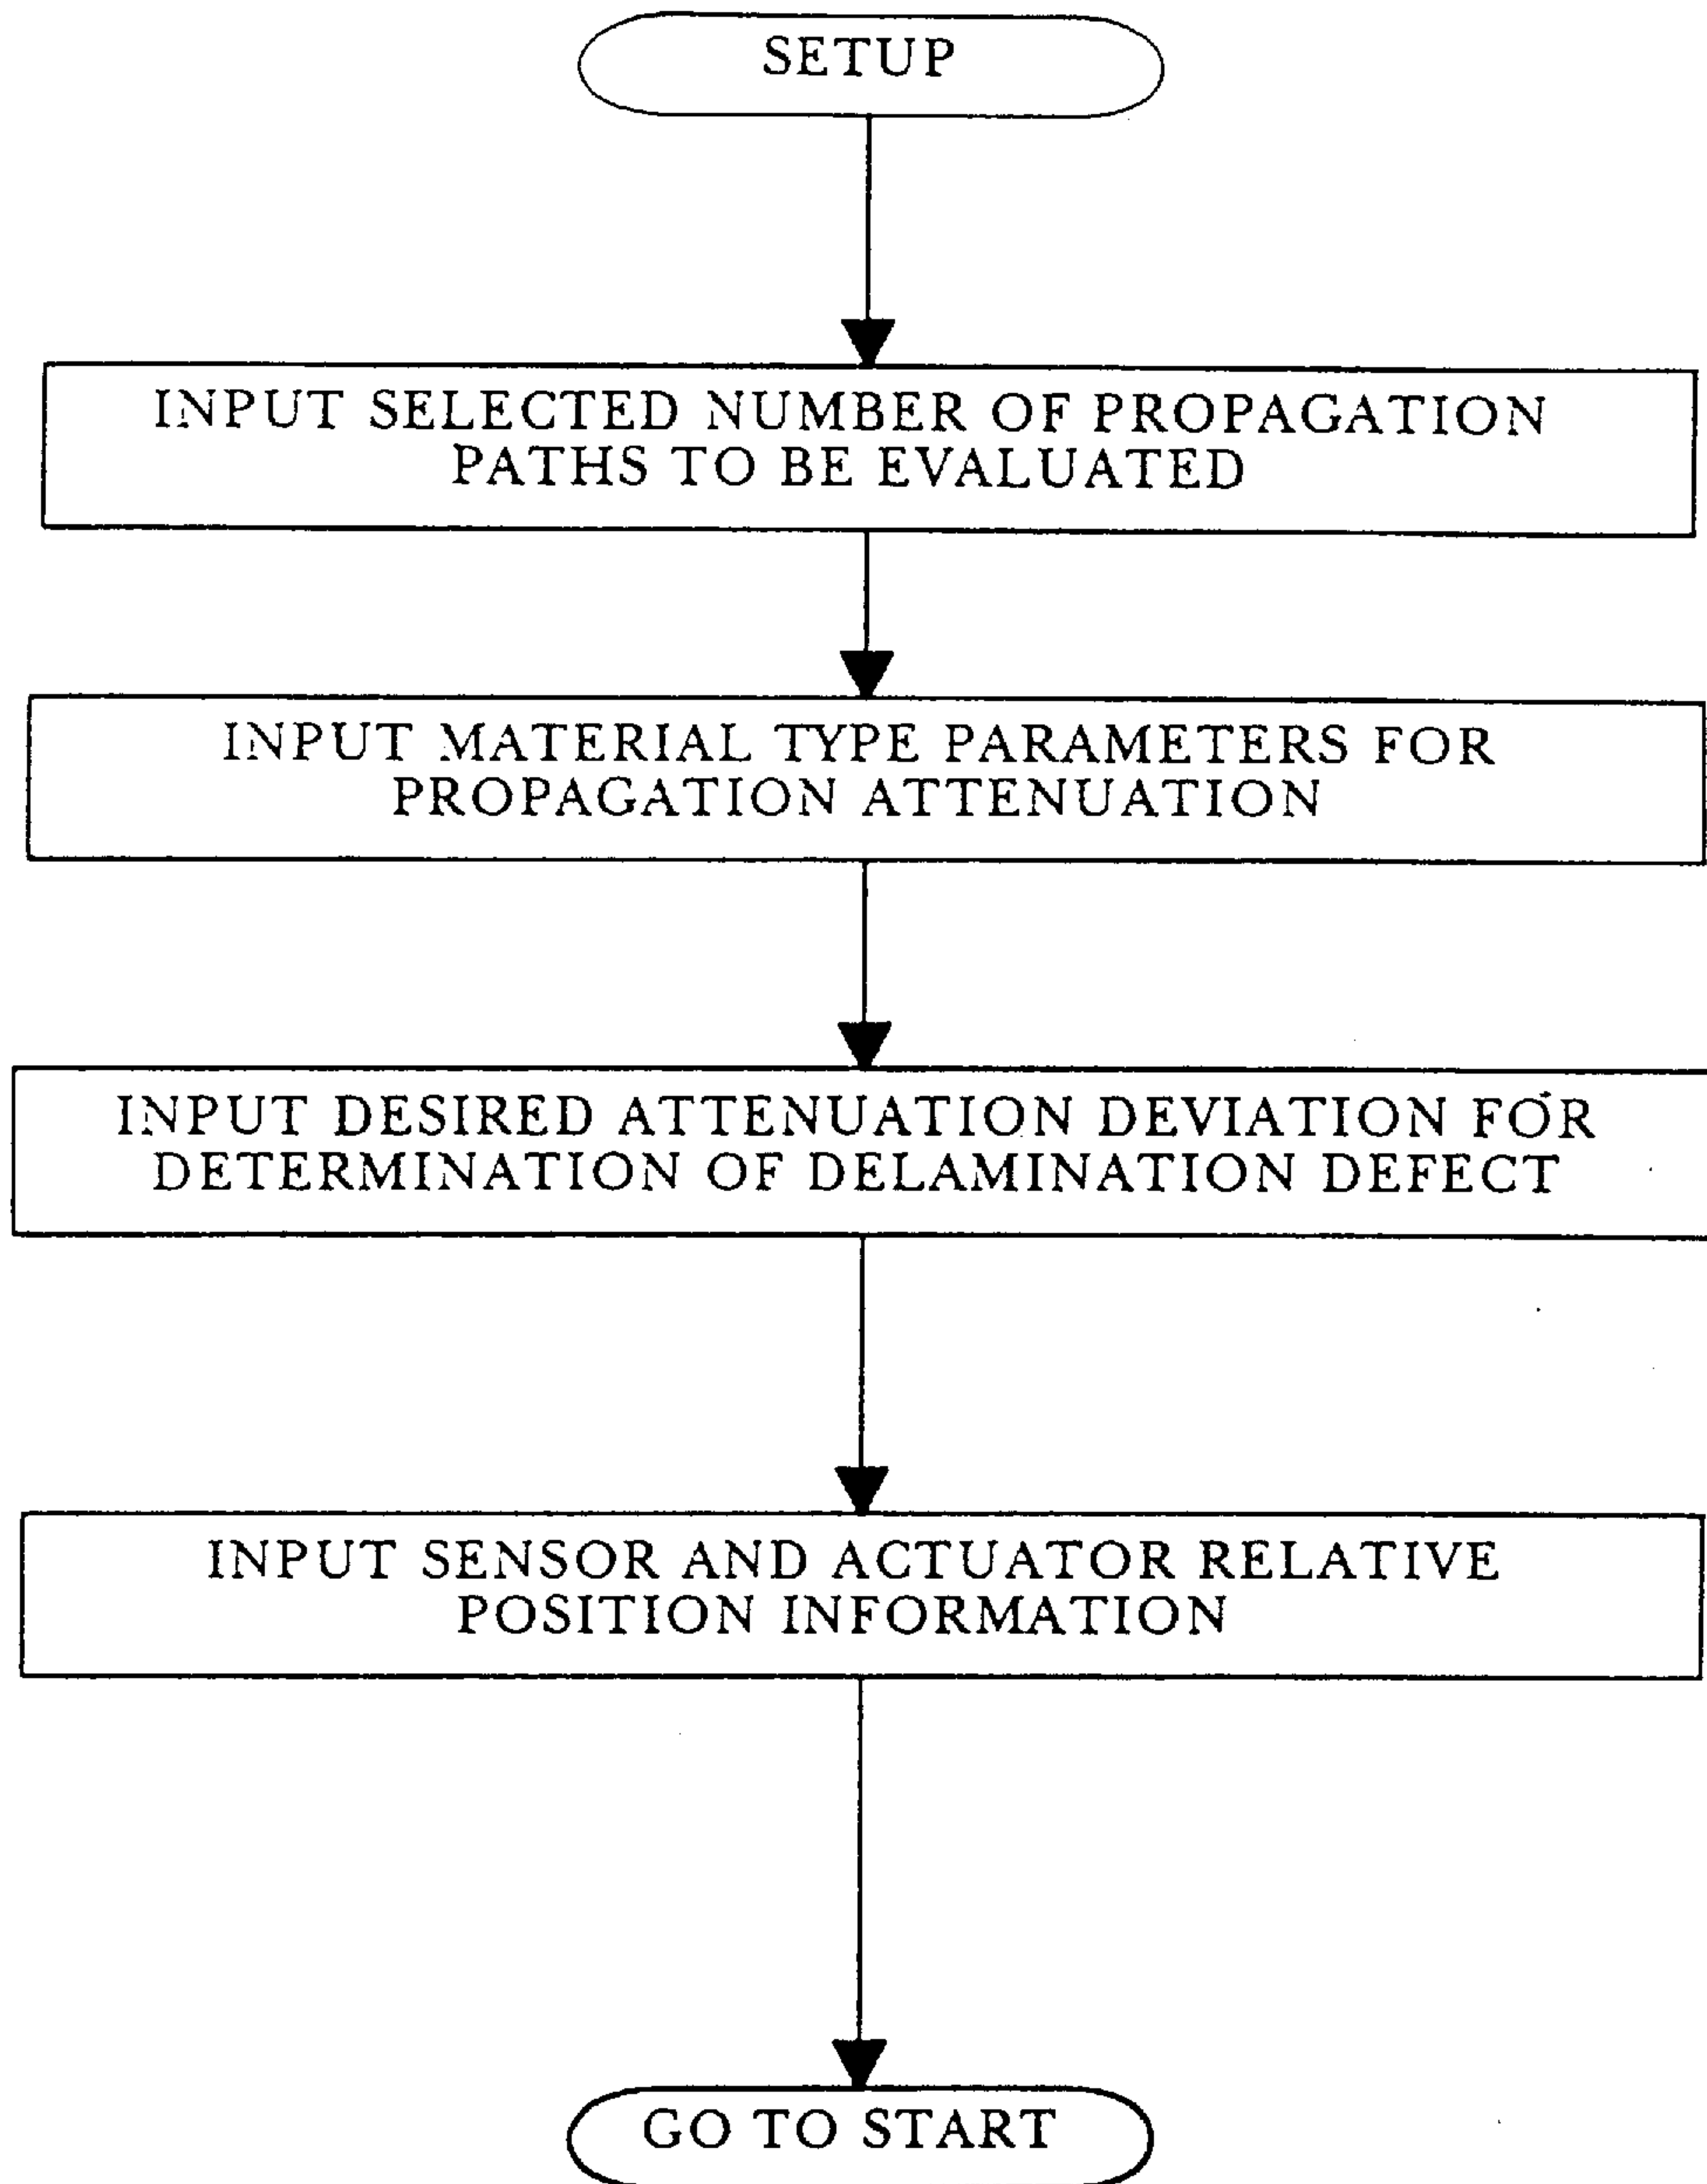 SETUP
INPUT SELECTED NUMBER OF PROPAGATION
PATHS TO BE EVALUATED
INPUT MATERIAL TYPE PARAMETERS FOR
PROPAGATION ATTENUATION
INPUT DESIRED ATTENUATION DEVIATION FOR
DETERMINATION OF DELAMINATION DEFECT
INPUT SENSOR AND ACTUATOR RELATIVE
POSITION INFORMATION
GO TO START